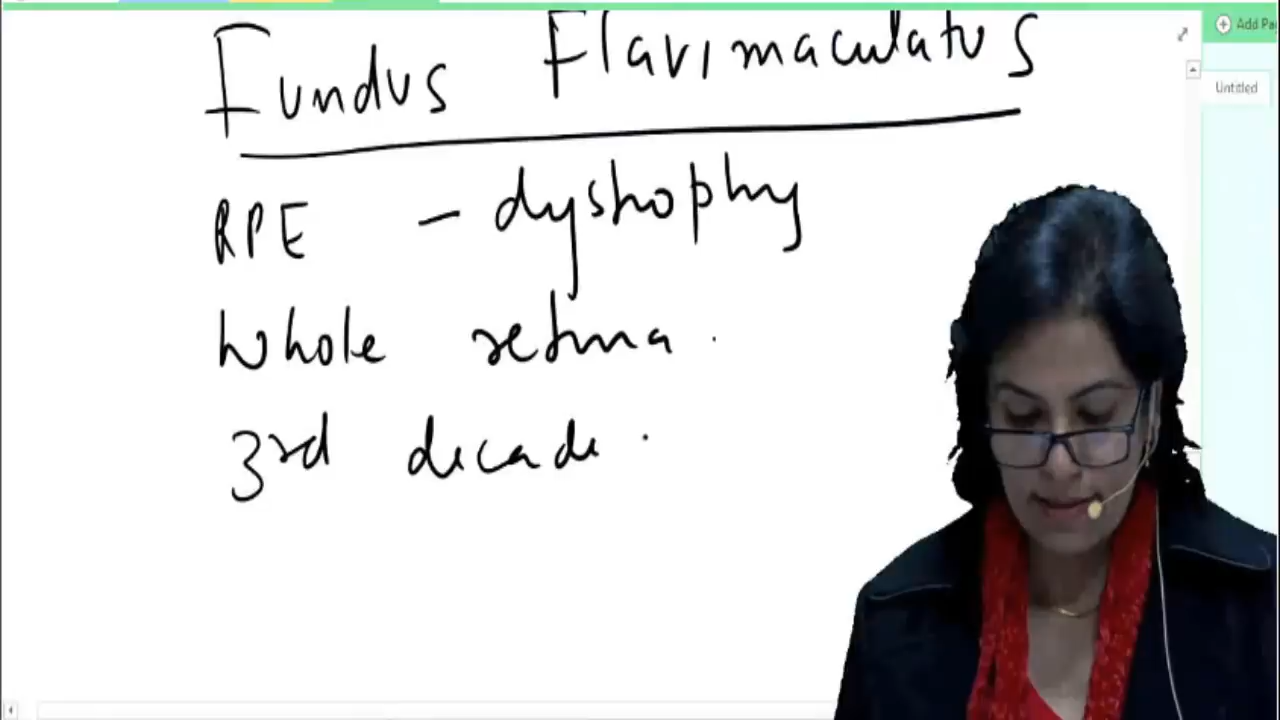 Add Pa
Untitled
Fundus Flavimaculatus
RPE - dystrophy
Whole retina.
3rd decade.